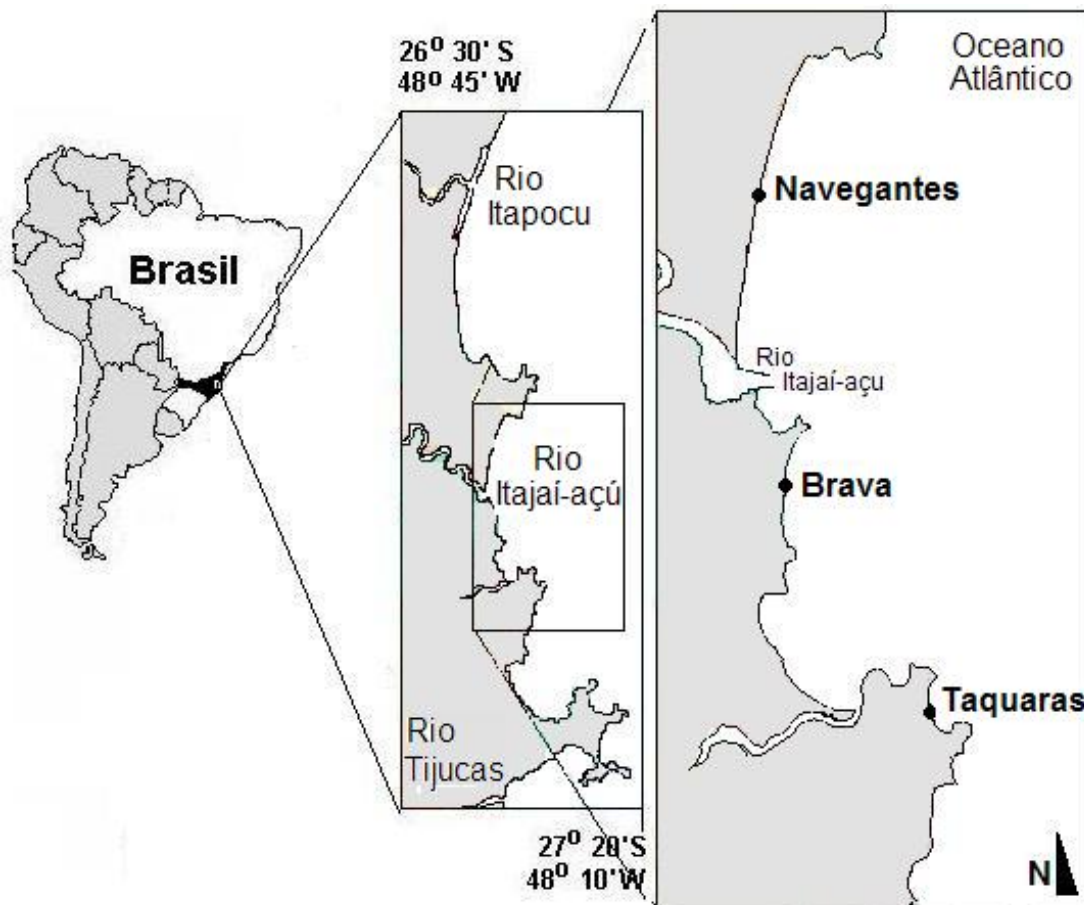 26º 30' S
48º 45' W
Brasil
Rio
Itapocu
Rio
Itajaí-açú
Rio
Tijucas
27º 20'S
48º 10'W
Oceano
Atlântico
Navegantes
Rio
Itajaí-açu
Brava
Taquaras
N